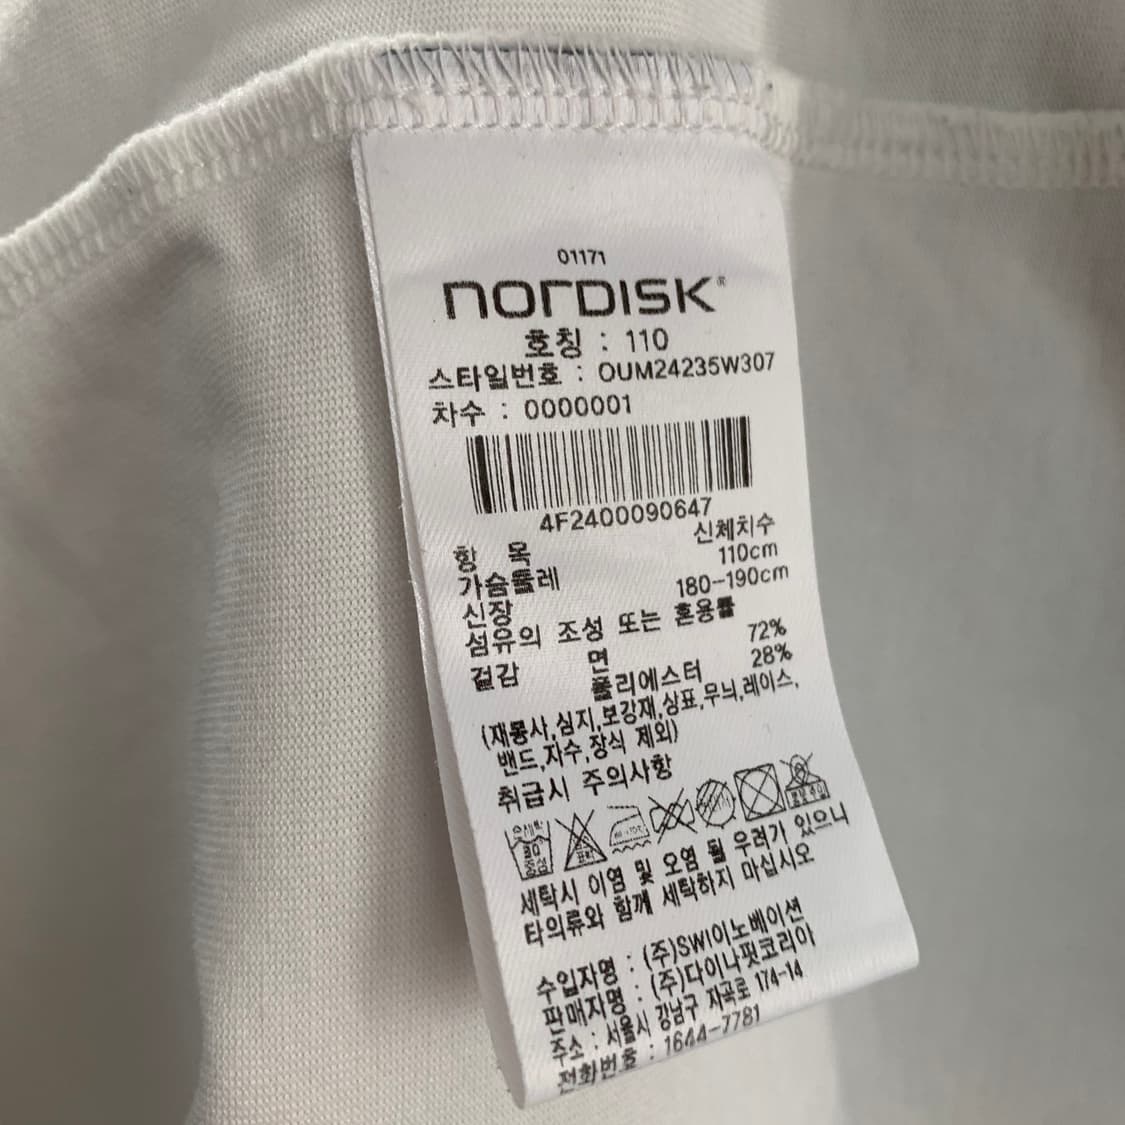 01171
NORDISK®
호칭 : 110
스타일번호 : OUM24235W307
차수 : 0000001
4F2400090647
항 목 신체치수
가슴둘레 110cm
신장 180-190cm
섬유의 조성 또는 혼용률
겉감 면 72%
폴리에스터 28%
(재봉사,심지,보강재,상표,무늬,레이스,
밴드,자수,장식 제외)
취급시 주의사항
30
중성
세탁시 이염 및 오염 될 우려가 있으니
타의류와 함께 세탁하지 마십시오
수입자명 : (주)SWI이노베이션
판매자명 : (주)다이나핏코리아
주소 : 서울시 강남구 자곡로 174-14
전화번호 : 1644-7781